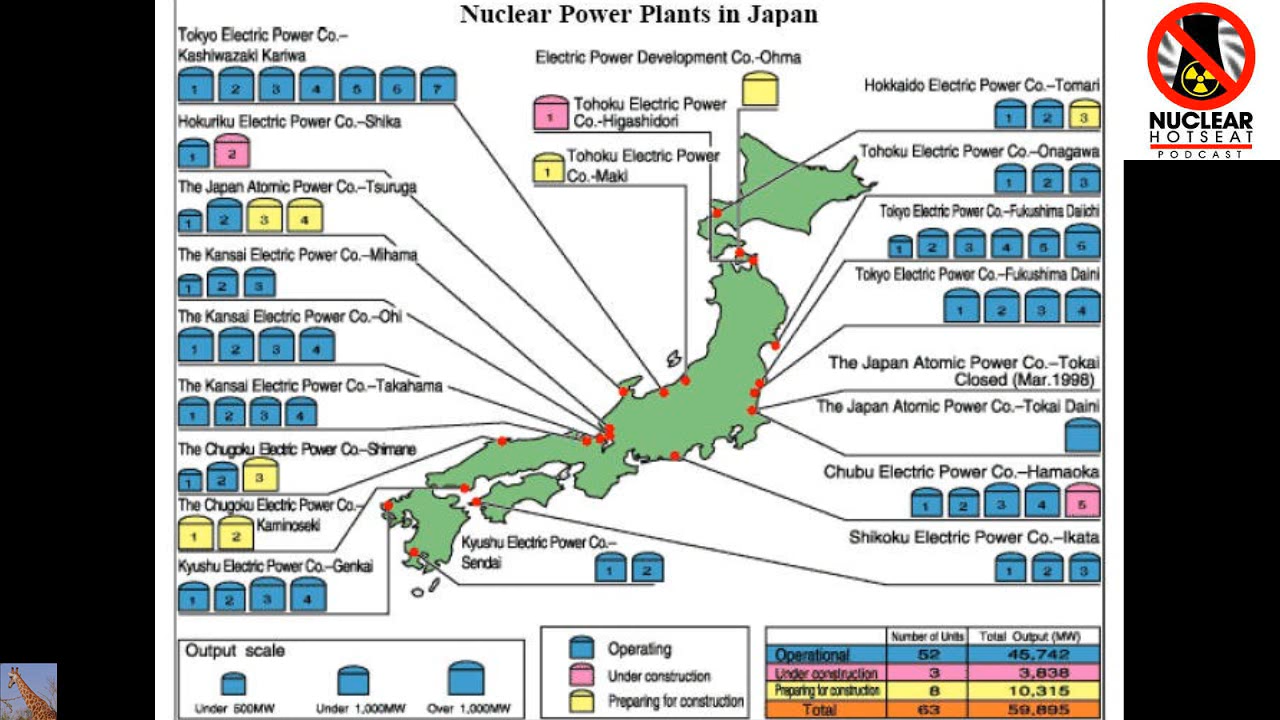 Nuclear Power Plants in Japan
Tokyo Electric Power Co.–
Kashiwazaki Kariwa
1 2 3 4 5 6 7
Hokuriku Electric Power Co.–Shika
1 2
The Japan Atomic Power Co.–Tsuruga
1 2 3 4
The Kansai Electric Power Co.–Mihama
1 2 3
The Kansai Electric Power Co.–Ohi
1 2 3 4
The Kansai Electric Power Co.–Takahama
1 2 3 4
The Chugoku Electric Power Co.–Shimane
1 2 3
The Chugoku Electric Power Co.–
Kaminoseki
1 2
Kyushu Electric Power Co.–Genkai
1 2 3 4
Electric Power Development Co.-Ohma
1
Tohoku Electric Power
Co.-Higashidori
1
Tohoku Electric Power
Co.-Maki
Kyushu Electric Power Co.–
Sendai
1 2
Hokkaido Electric Power Co.–Tomari
1 2 3
Tohoku Electric Power Co.–Onagawa
1 2 3
Tokyo Electric Power Co.–Fukushima Daiichi
1 2 3 4 5 6
Tokyo Electric Power Co.–Fukushima Daini
1 2 3 4
The Japan Atomic Power Co.–Tokai
Closed (Mar.1998)
The Japan Atomic Power Co.–Tokai Daini
Chubu Electric Power Co.–Hamaoka
1 2 3 4 5
Shikoku Electric Power Co.–Ikata
1 2 3
Output scale
Under 500MW Under 1,000MW Over 1,000MW
Operating
Under construction
Preparing for construction
Number of Units Total Output (MW)
Operational 52 45,742
Under construction 3 3,838
Preparing for construction 8 10,315
Total 63 59,895
NUCLEAR
HOTSEAT
PODCAST